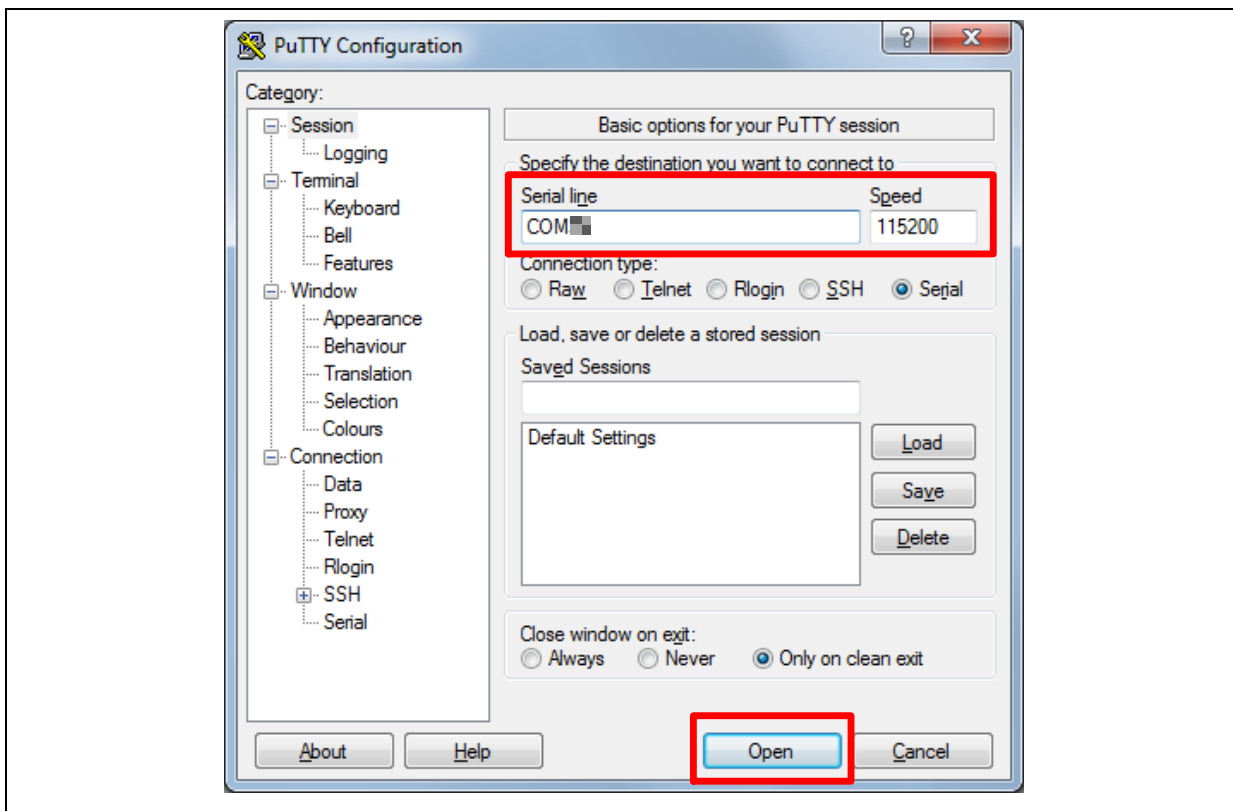 PuTTY Configuration
Category:
Session
Logging
Terminal
Keyboard
Bell
Features
Window
Appearance
Behaviour
Translation
Selection
Colours
Connection
Data
Proxy
Telnet
Rlogin
SSH
Serial
Basic options for your PuTTY session
Specify the destination you want to connect to
Serial line Speed
COM 115200
Connection type:
Raw Telnet Rlogin SSH Serial
Load, save or delete a stored session
Saved Sessions
Default Settings
Load
Save
Delete
Close window on exit:
Always Never Only on clean exit
About Help Open Cancel